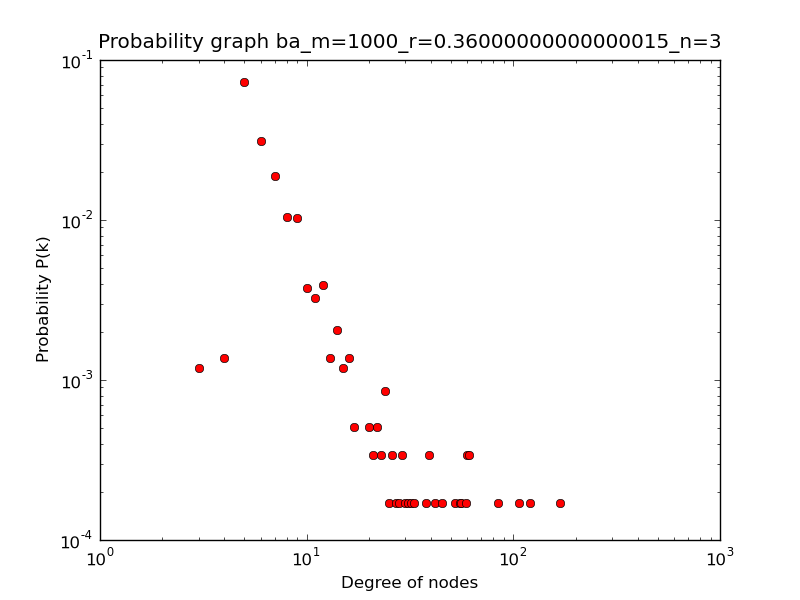 Probability graph ba_m=1000_r=0.36000000000000015_n=3
10^-1
10^-2
10^-3
10^-4
Probability P(k)
10^0 10^1 10^2 10^3
Degree of nodes